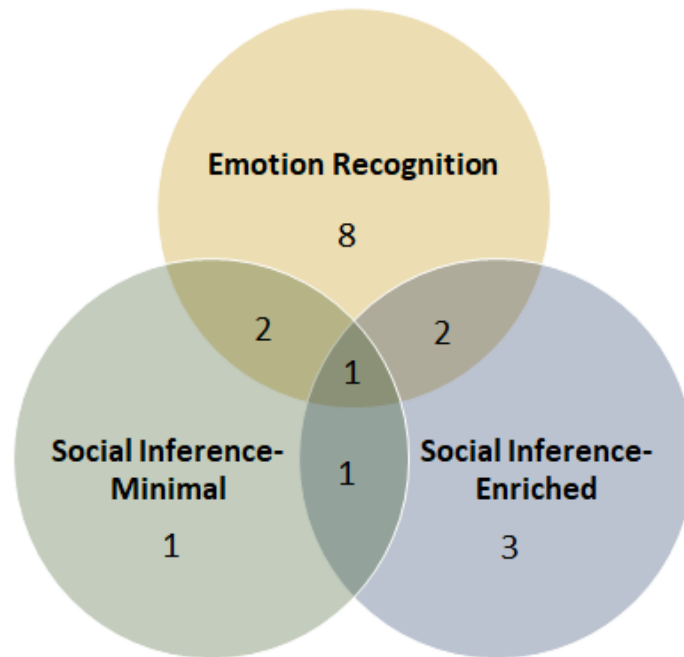 Emotion Recognition
8
2
2
1
Social Inference-
Minimal
1
1
Social Inference-
Enriched
3